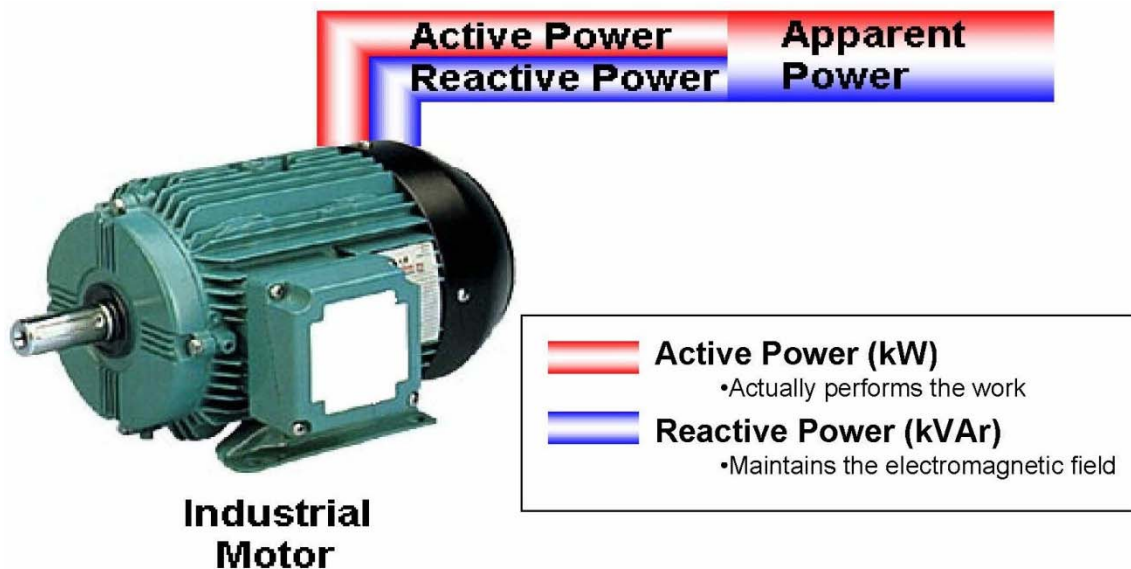 Active Power
Reactive Power
Apparent
Power
Active Power (kW)
•Actually performs the work
Reactive Power (kVAr)
•Maintains the electromagnetic field
Industrial
Motor